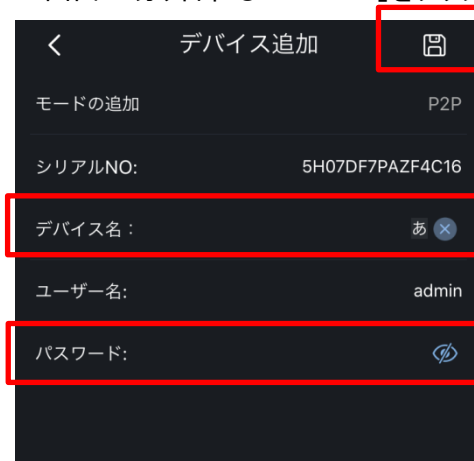 デバイス追加
モードの追加 P2P
シリアルNO: 5H07DF7PAZF4C16
デバイス名： あ
ユーザー名: admin
パスワード: